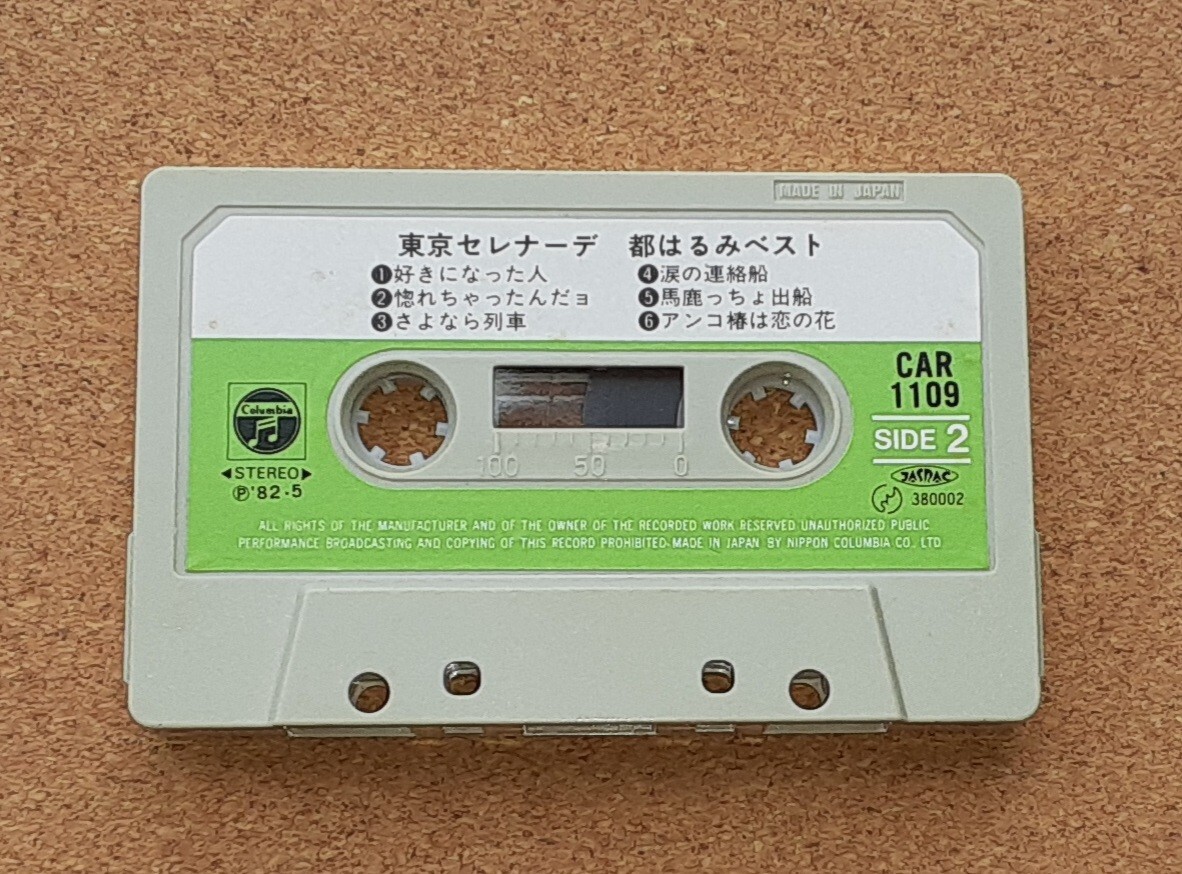 MADE IN JAPAN
東京セレナーデ 都はるみベスト
❶好きになった人
❷惚れちゃったんだョ
❸さよなら列車
❹涙の連絡船
❺馬鹿っちょ出船
❻アンコ椿は恋の花
Columbia
◀STEREO▶
Ⓟ'82・5
100 50 0
CAR
1109
SIDE 2
JASRAC
380002
ALL RIGHTS OF THE MANUFACTURER AND OF THE OWNER OF THE RECORDED WORK RESERVED UNAUTHORIZED PUBLIC
PERFORMANCE BROADCASTING AND COPYING OF THIS RECORD PROHIBITED MADE IN JAPAN BY NIPPON COLUMBIA CO., LTD.